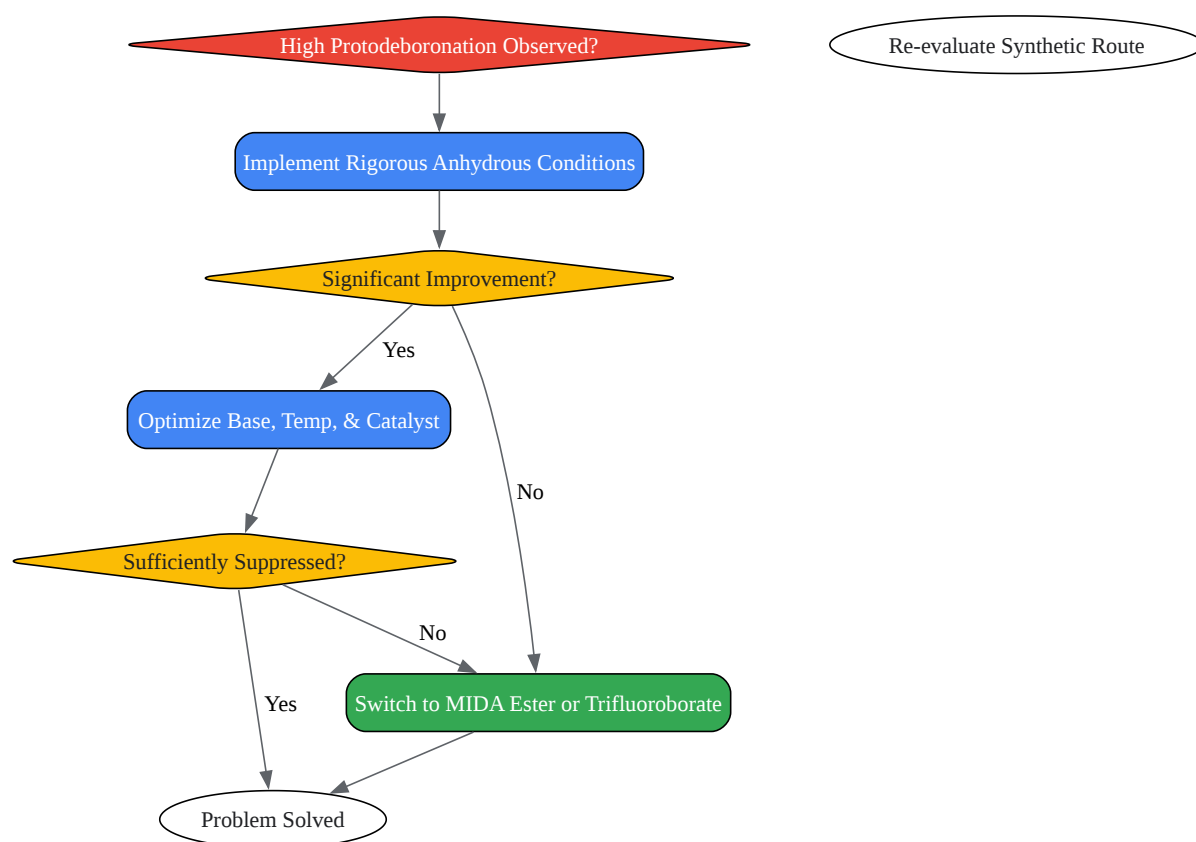 High Protodeboronation Observed?
Re-evaluate Synthetic Route
Implement Rigorous Anhydrous Conditions
Significant Improvement?
Yes
Optimize Base, Temp, & Catalyst
No
Sufficiently Suppressed?
No
Yes
Switch to MIDA Ester or Trifluoroborate
Problem Solved